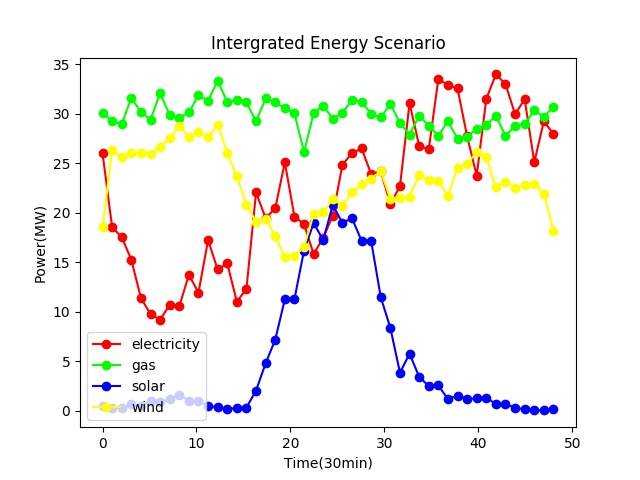 Intergrated Energy Scenario
Power(MW)
35
30
25
20
15
10
5
0
electricity
gas
solar
wind
0 10 20 30 40 50
Time(30min)